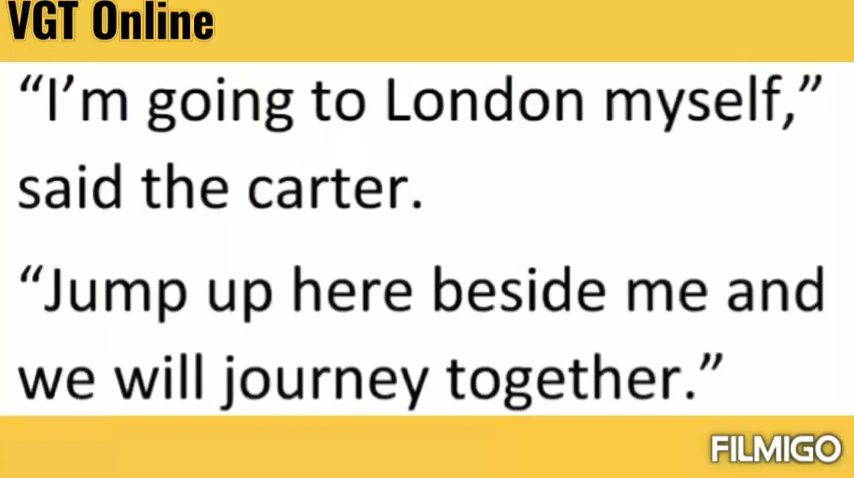 VGT Online
“I’m going to London myself,”
said the carter.
“Jump up here beside me and
we will journey together.”
FILMIGO